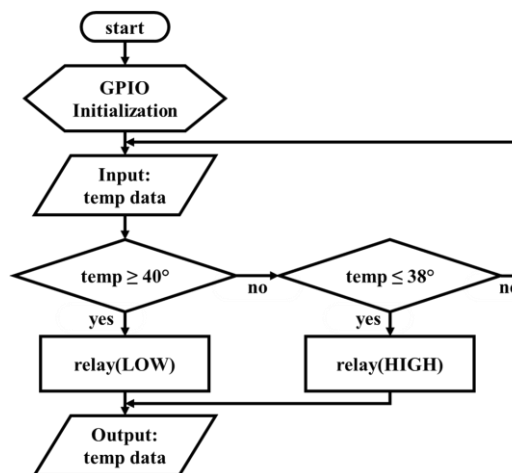 start
GPIO
Initialization
Input:
temp data
temp ≥ 40°
no
temp ≤ 38°
no
yes
yes
relay(LOW)
relay(HIGH)
Output:
temp data